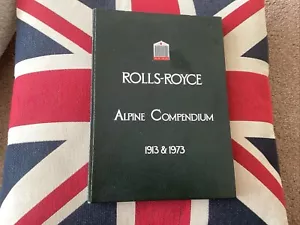 ROLLS-ROYCE
ALPINE COMPENDIUM
1913 & 1973